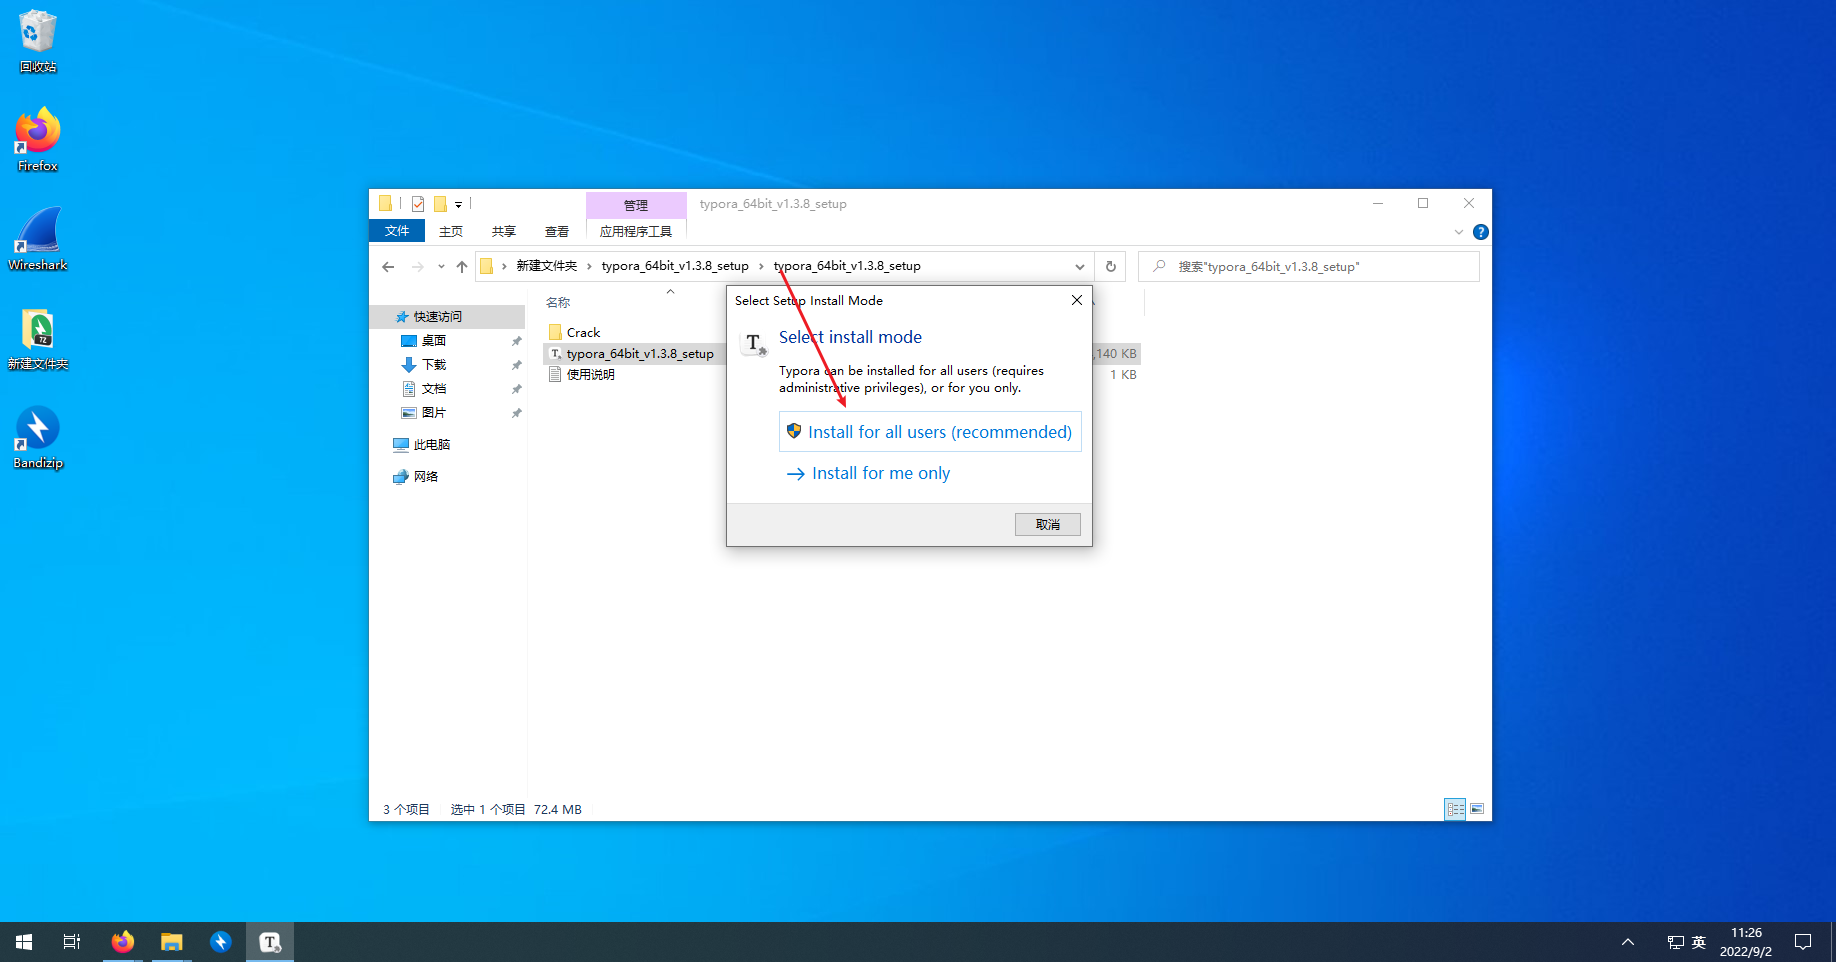 回收站
Firefox
Wireshark
新建文件夹
Bandizip
管理
typora_64bit_v1.3.8_setup
文件
主页
共享
查看
应用程序工具
新建文件夹 › typora_64bit_v1.3.8_setup › typora_64bit_v1.3.8_setup
搜索"typora_64bit_v1.3.8_setup"
快速访问
桌面
下载
文档
图片
此电脑
网络
名称
Crack
typora_64bit_v1.3.8_setup
,140 KB
使用说明
1 KB
Select Setup Install Mode
Select install mode
Typora can be installed for all users (requires
administrative privileges), or for you only.
Install for all users (recommended)
Install for me only
取消
3 个项目
选中 1 个项目 72.4 MB
英
11:26
2022/9/2